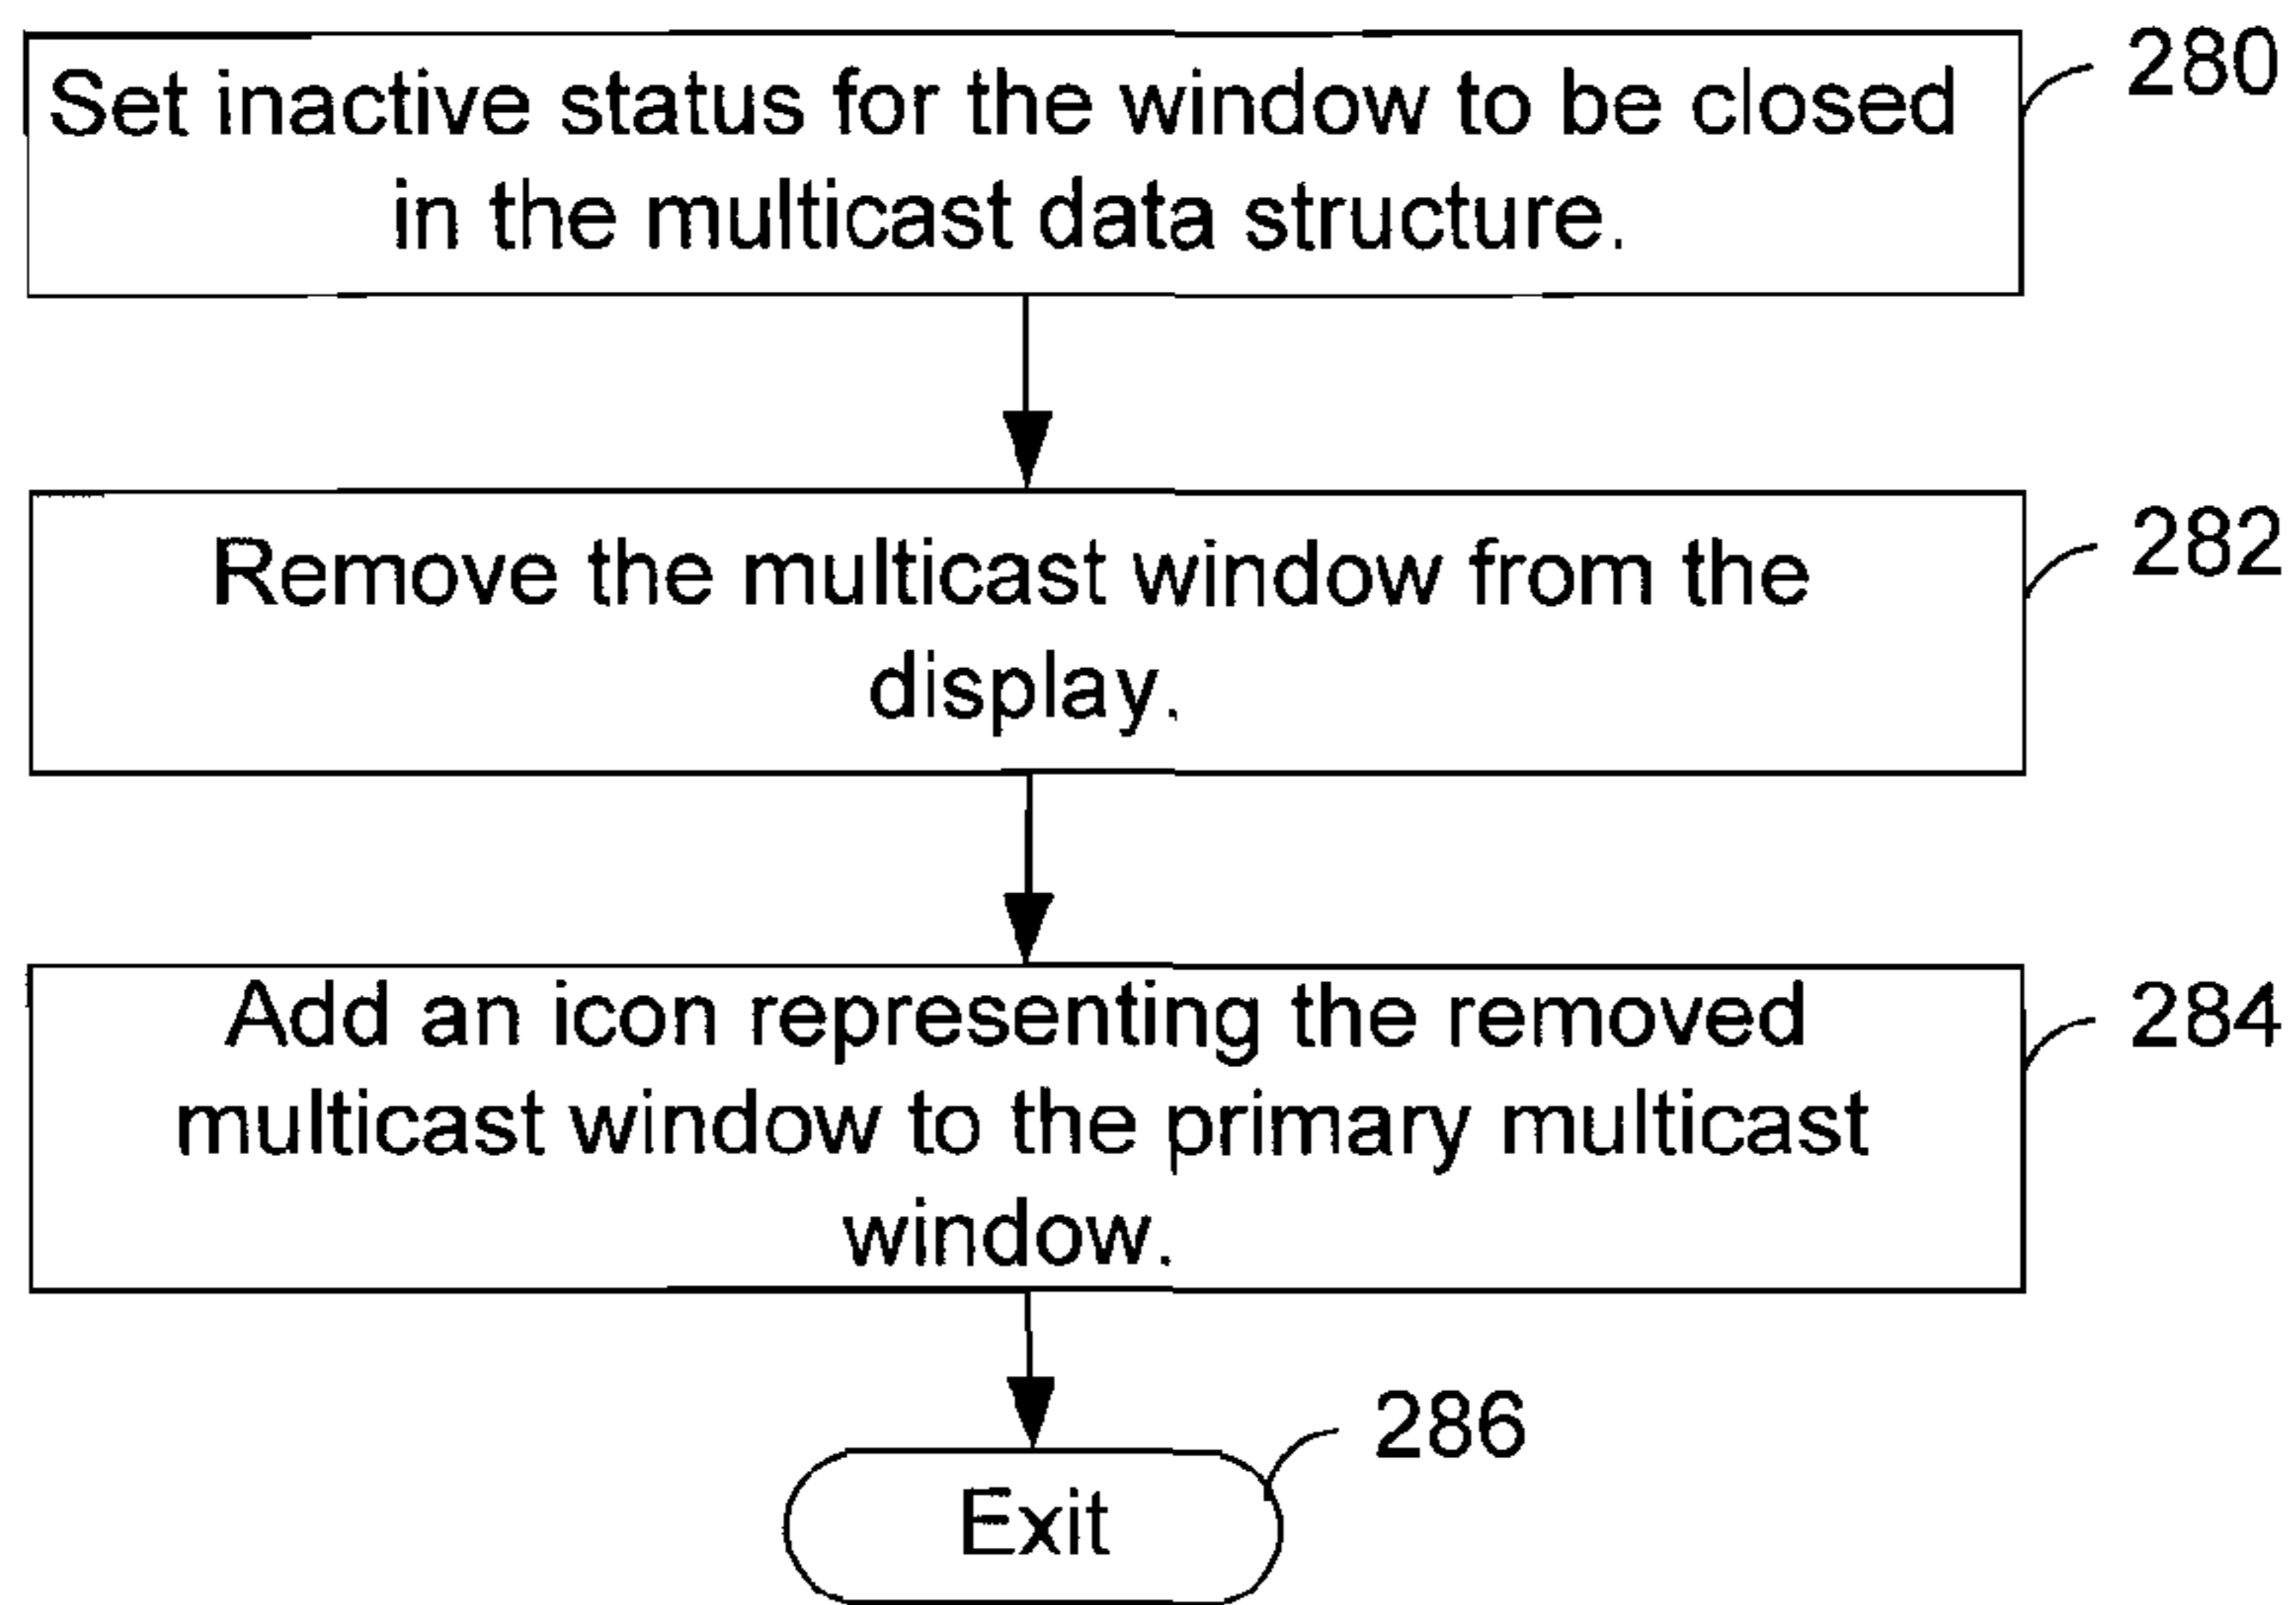 Set inactive status for the window to be closed
in the multicast data structure.
280
Remove the multicast window from the
display.
282
Add an icon representing the removed
multicast window to the primary multicast
window.
284
Exit
286